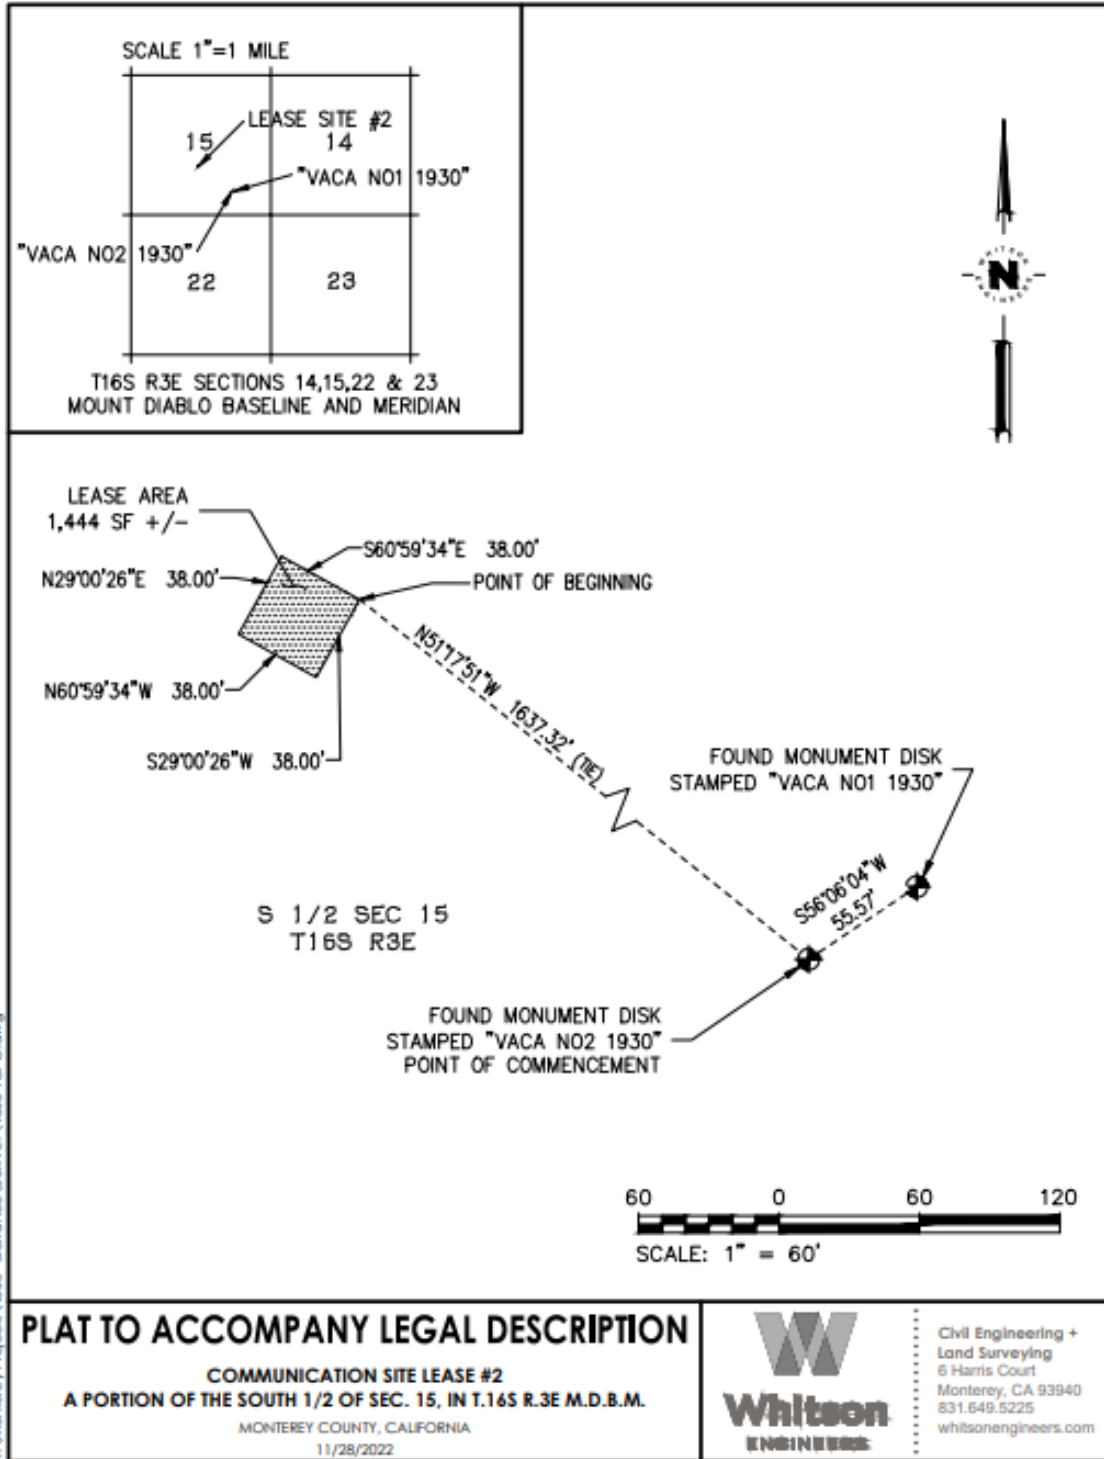 SCALE 1"=1 MILE
LEASE SITE #2
15
14
"VACA NO1 1930"
"VACA NO2 1930"
22
23
T16S R3E SECTIONS 14,15,22 & 23
MOUNT DIABLO BASELINE AND MERIDIAN
WHITSON
N
ENGINEERS
LEASE AREA
1,444 SF +/-
S60°59'34"E 38.00'
N29°00'26"E 38.00'
POINT OF BEGINNING
N51°17'51"W 1637.32' (TIE)
N60°59'34"W 38.00'
S29°00'26"W 38.00'
FOUND MONUMENT DISK
STAMPED "VACA NO1 1930"
S56°06'04"W
55.57'
S 1/2 SEC 15
T16S R3E
FOUND MONUMENT DISK
STAMPED "VACA NO2 1930"
POINT OF COMMENCEMENT
60 0 60 120
SCALE: 1" = 60'
PLAT TO ACCOMPANY LEGAL DESCRIPTION
COMMUNICATION SITE LEASE #2
A PORTION OF THE SOUTH 1/2 OF SEC. 15, IN T.16S R.3E M.D.B.M.
MONTEREY COUNTY, CALIFORNIA
11/28/2022
Whitson
ENGINEERS
Civil Engineering +
Land Surveying
6 Harris Court
Monterey, CA 93940
831.649.5225
whitsonengineers.com